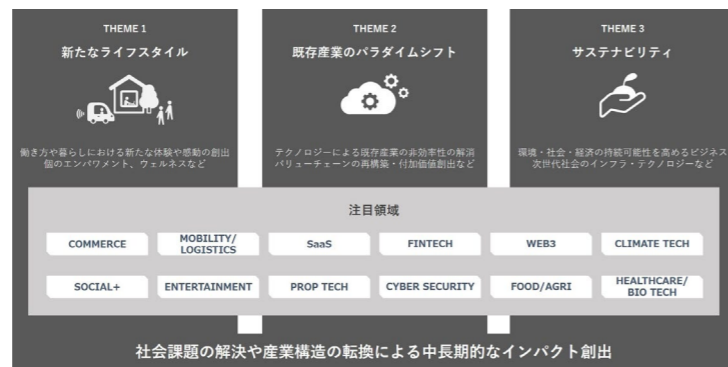 THEME 1
新たなライフスタイル
働き方や暮らしにおける新たな体験や感動の創出
個のエンパワメント、ウェルネスなど
THEME 2
既存産業のパラダイムシフト
テクノロジーによる既存産業の非効率性の解消
バリューチェーンの再構築・付加価値創出など
THEME 3
サステナビリティ
環境・社会・経済の持続可能性を高めるビジネス
次世代社会のインフラ・テクノロジーなど
注目領域
COMMERCE
MOBILITY/
LOGISTICS
SaaS
FINTECH
WEB3
CLIMATE TECH
SOCIAL+
ENTERTAINMENT
PROP TECH
CYBER SECURITY
FOOD/AGRI
HEALTHCARE/
BIO TECH
社会課題の解決や産業構造の転換による中長期的なインパクト創出